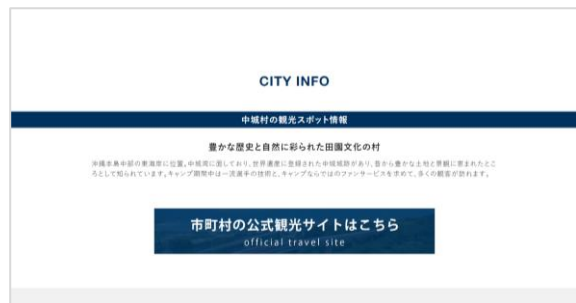 CITY INFO
中城村の観光スポット情報
豊かな歴史と自然に彩られた田園文化の村
沖縄本島中部の東海岸に位置。中城湾に面しており、世界遺産に登録された中城城跡があり、昔から豊かな土地と景観に恵まれたとこ
ろとして知られています。キャンプ期間中は一流選手の技術と、キャンプならではのファンサービスを求めて、多くの観客が訪れます。
市町村の公式観光サイトはこちら
official travel site